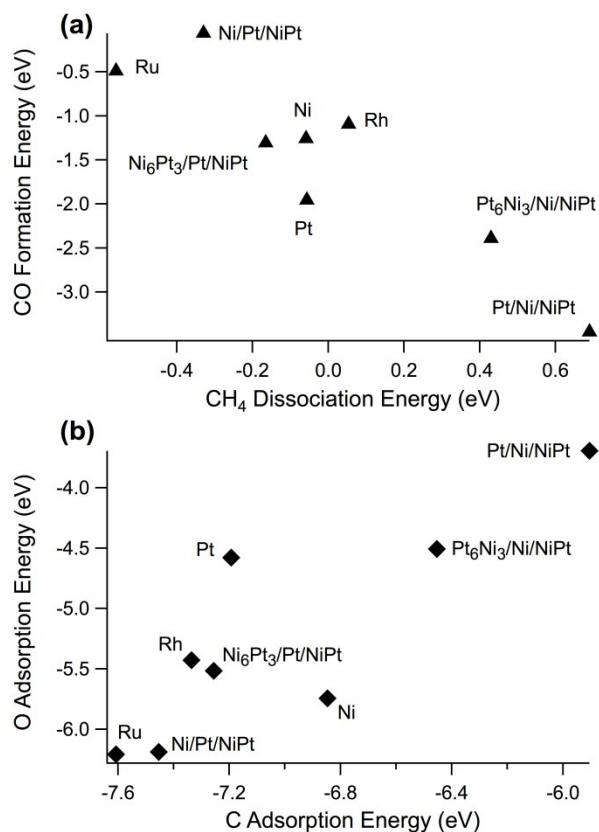 (a)
Ni/Pt/NiPt
Ru
Ni
Rh
Ni₆Pt₃/Pt/NiPt
Pt
Pt₆Ni₃/Ni/NiPt
Pt/Ni/NiPt
-0.5
-1.0
-1.5
-2.0
-2.5
-3.0
CO Formation Energy (eV)
-0.4 -0.2 0.0 0.2 0.4 0.6
CH₄ Dissociation Energy (eV)
(b)
Pt/Ni/NiPt
Pt
Pt₆Ni₃/Ni/NiPt
Rh
Ni₆Pt₃/Pt/NiPt
Ni
Ru
Ni/Pt/NiPt
-4.0
-4.5
-5.0
-5.5
-6.0
O Adsorption Energy (eV)
-7.6 -7.2 -6.8 -6.4 -6.0
C Adsorption Energy (eV)